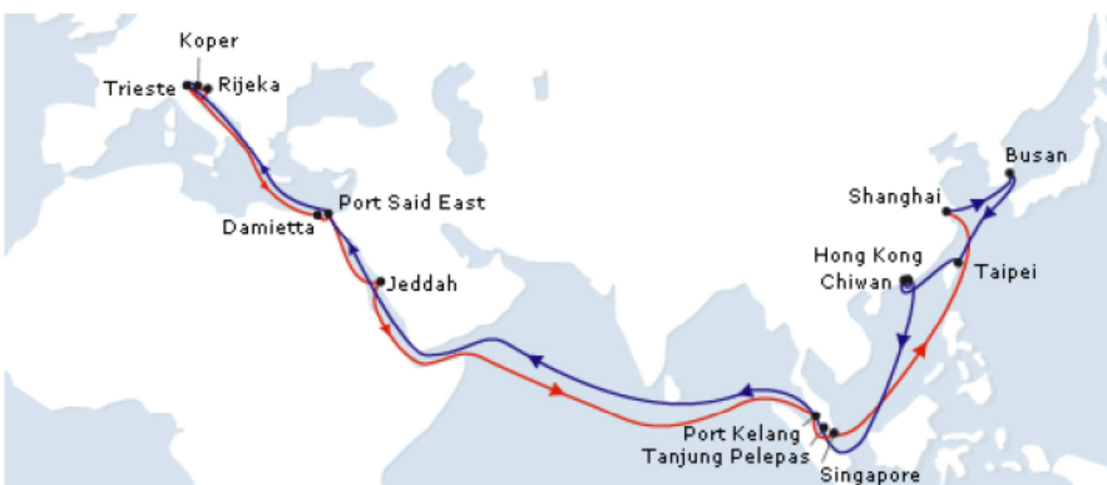 Koper
Trieste
Rijeka
Busan
Shanghai
Port Said East
Damietta
Hong Kong
Chiwan
Taipei
Jeddah
Port Kelang
Tanjung Pelepas
Singapore